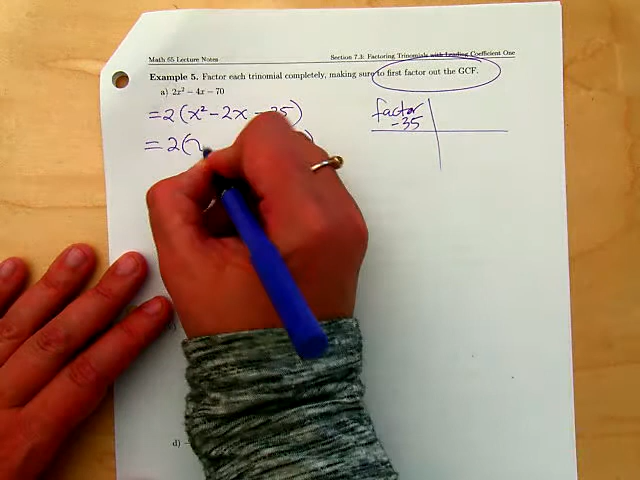 Math 65 Lecture Notes Section 7.3: Factoring Trinomials with Leading Coefficient One
Example 5. Factor each trinomial completely, making sure to first factor out the GCF.
a) 2x² − 4x − 70
=2(x²-2x-35)
factor
-35
=2( )
d) −